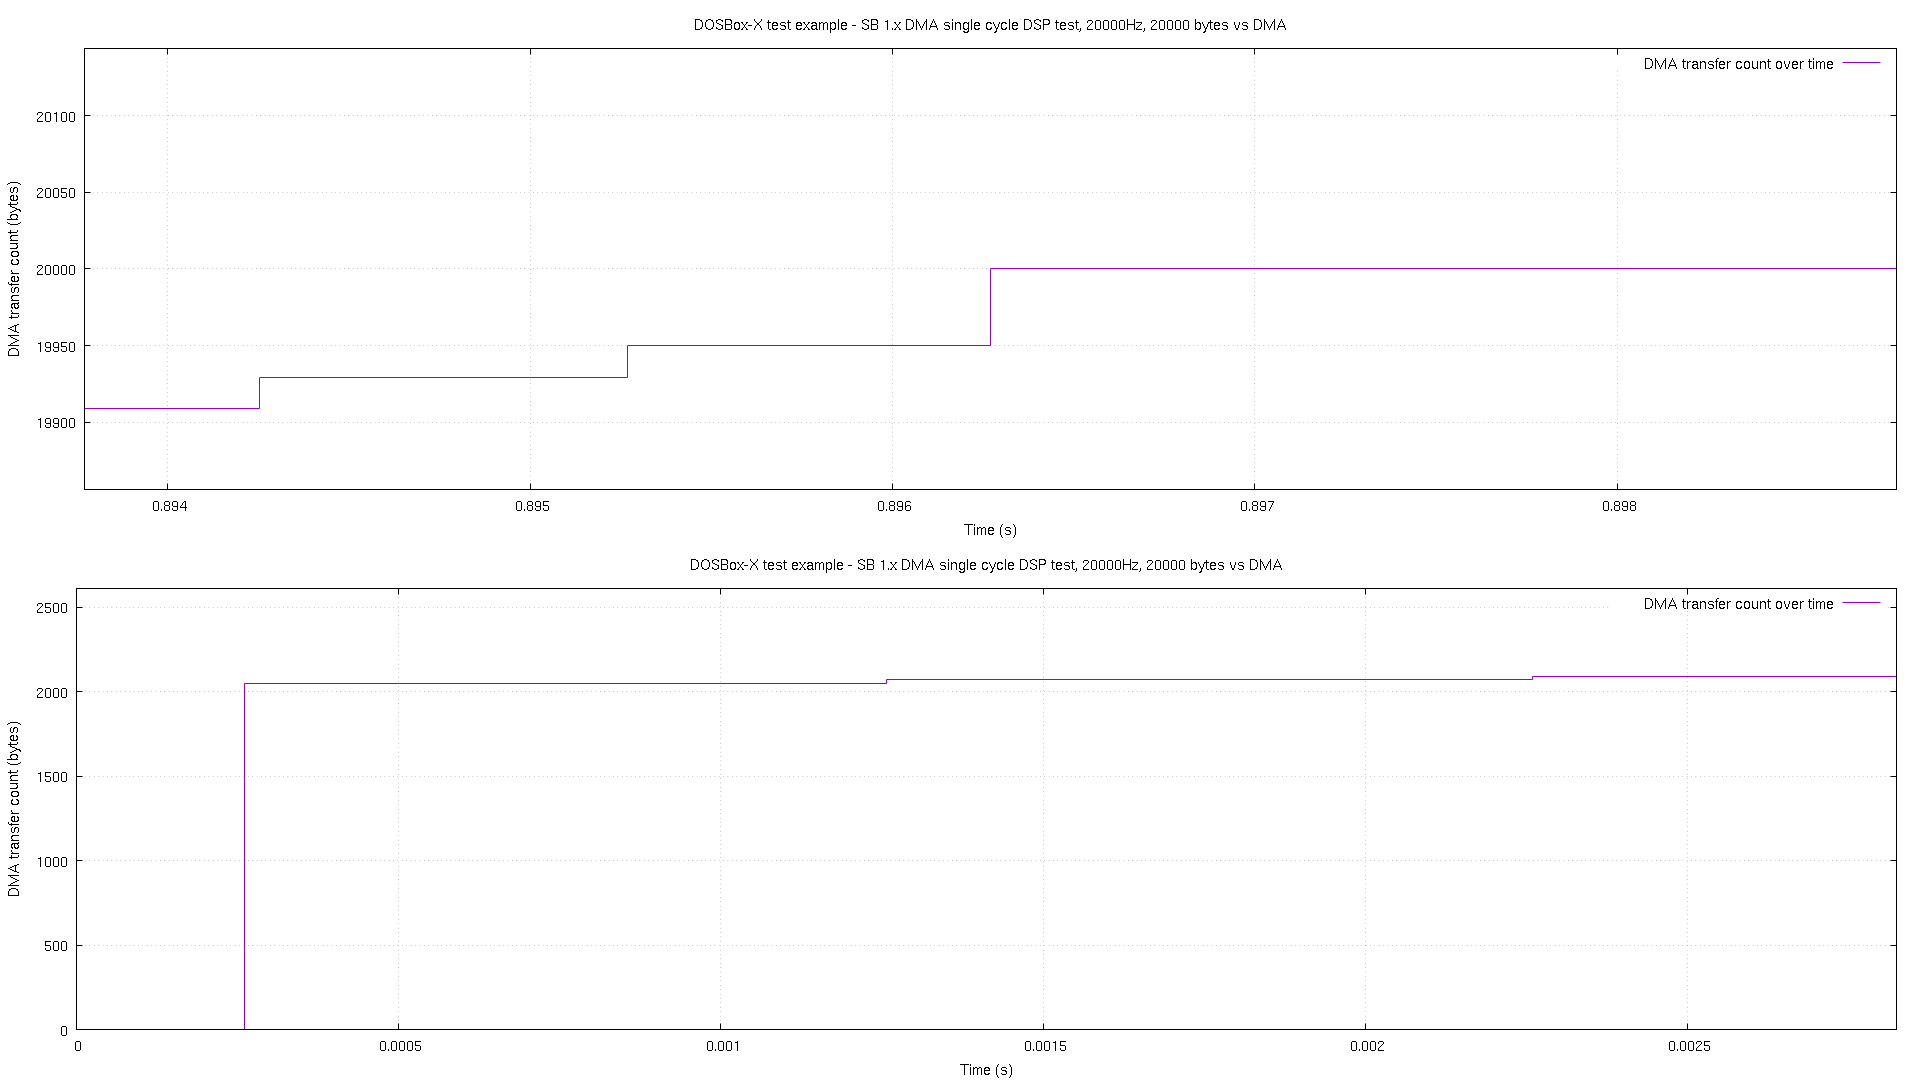 DOSBox-X test example - SB 1.x DMA single cycle DSP test, 20000Hz, 20000 bytes vs DMA
DMA transfer count over time
20100
20050
20000
19950
19900
DMA transfer count (bytes)
0.894 0.895 0.896 0.897 0.898
Time (s)
DOSBox-X test example - SB 1.x DMA single cycle DSP test, 20000Hz, 20000 bytes vs DMA
DMA transfer count over time
2500
2000
1500
1000
500
0
DMA transfer count (bytes)
0 0.0005 0.001 0.0015 0.002 0.0025
Time (s)